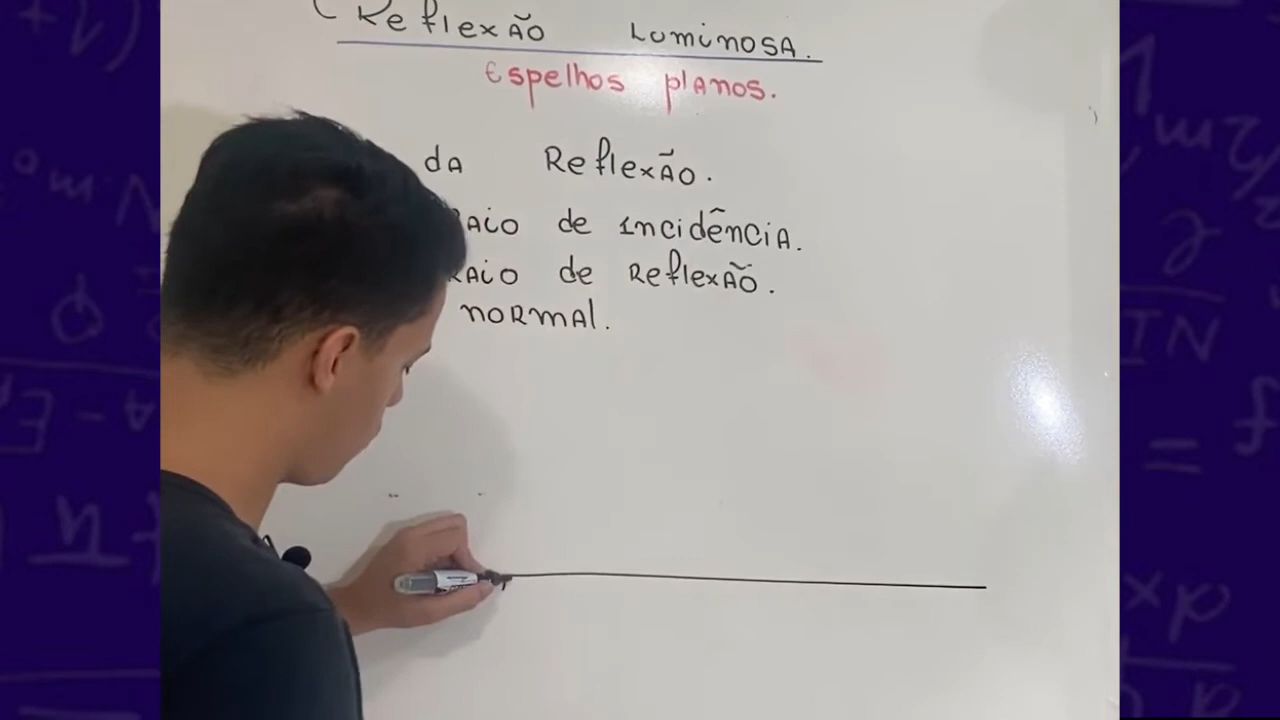 Reflexão Luminosa.
Espelhos planos.
da Reflexão.
Raio de Incidência.
Raio de Reflexão.
normal.